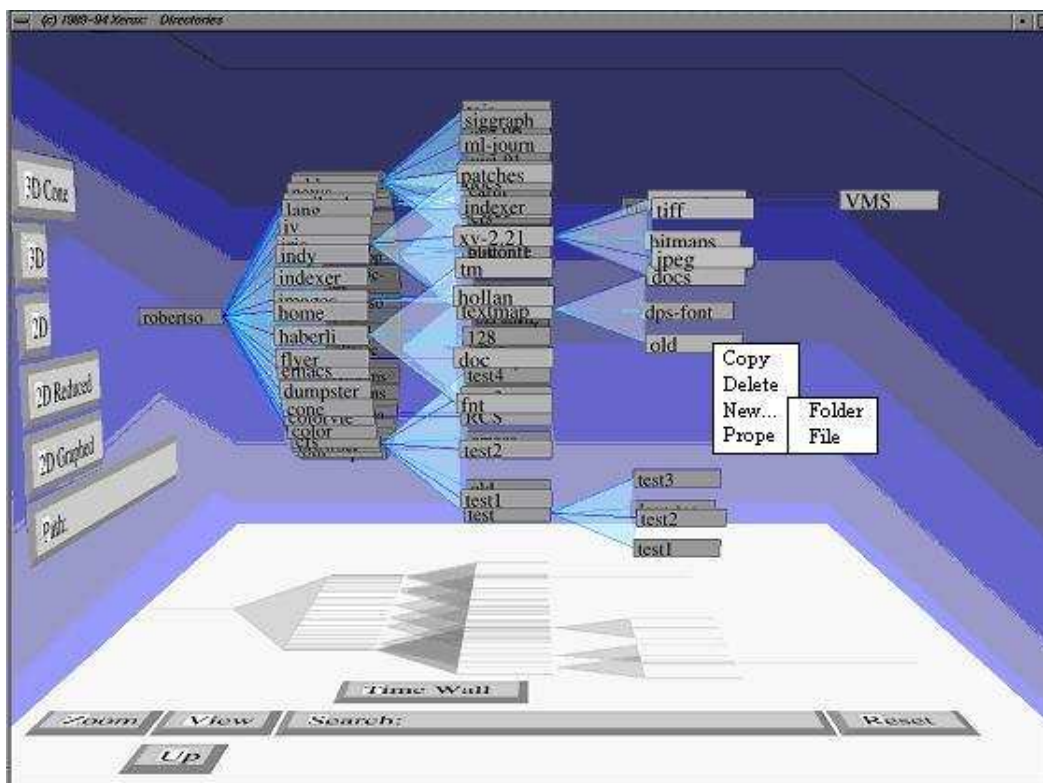 (c) 1989-94 Xerox: Directories
3D Cone
3D
2D
2D Reduced
2D Graphed
Path:
robertso
lang
iv
indy
indexer
images
home
haberli
flyer
emacs
dumpster
cone
colorvie
color
siggraph
ml-journ
patches
indexer
xv-2.21
tm
hollan
textmap
128
doc
test4
fnt
RCS
test2
test1
test
tiff
bitmaps
jpeg
docs
dps-font
old
VMS
Copy
Delete
New...
Prope
Folder
File
test3
test2
test1
Time Wall
Zoom
View
Search:
Reset
Up